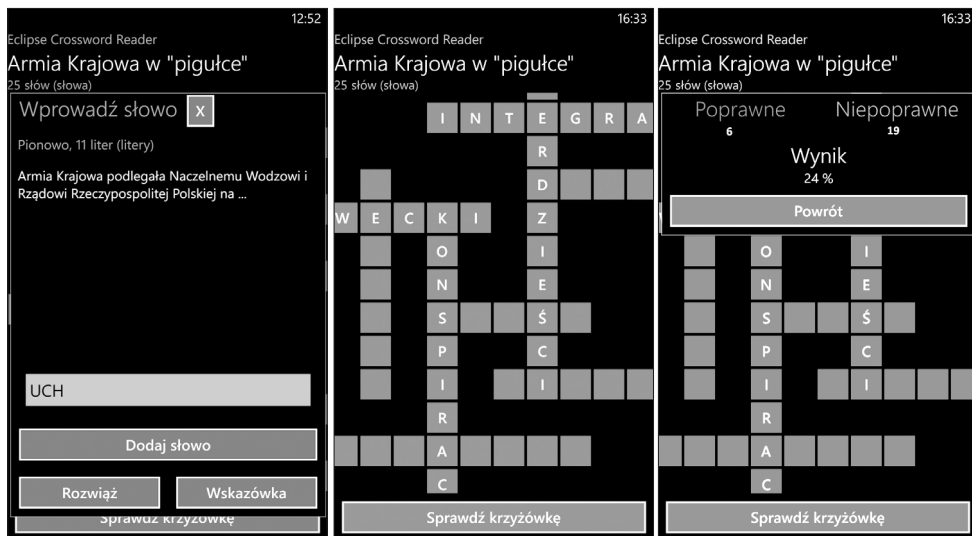 12:52
Eclipse Crossword Reader
Armia Krajowa w "pigułce"
25 słów (słowa)
Wprowadź słowo x
Pionowo, 11 liter (litery)
Armia Krajowa podlegała Naczelnemu Wodzowi i
Rządowi Rzeczypospolitej Polskiej na ...
UCH
Dodaj słowo
Rozwiąż Wskazówka
Sprawdź krzyżówkę
16:33
Eclipse Crossword Reader
Armia Krajowa w "pigułce"
25 słów (słowa)
I N T E G R A
R
D
W E C K I Z
O I
N E
S Ś
P C
I I
R
A
C
Sprawdź krzyżówkę
16:33
Eclipse Crossword Reader
Armia Krajowa w "pigułce"
25 słów (słowa)
Poprawne Niepoprawne
6 19
Wynik
24 %
Powrót
O I
N E
S Ś
P C
I I
R
A
C
Sprawdź krzyżówkę